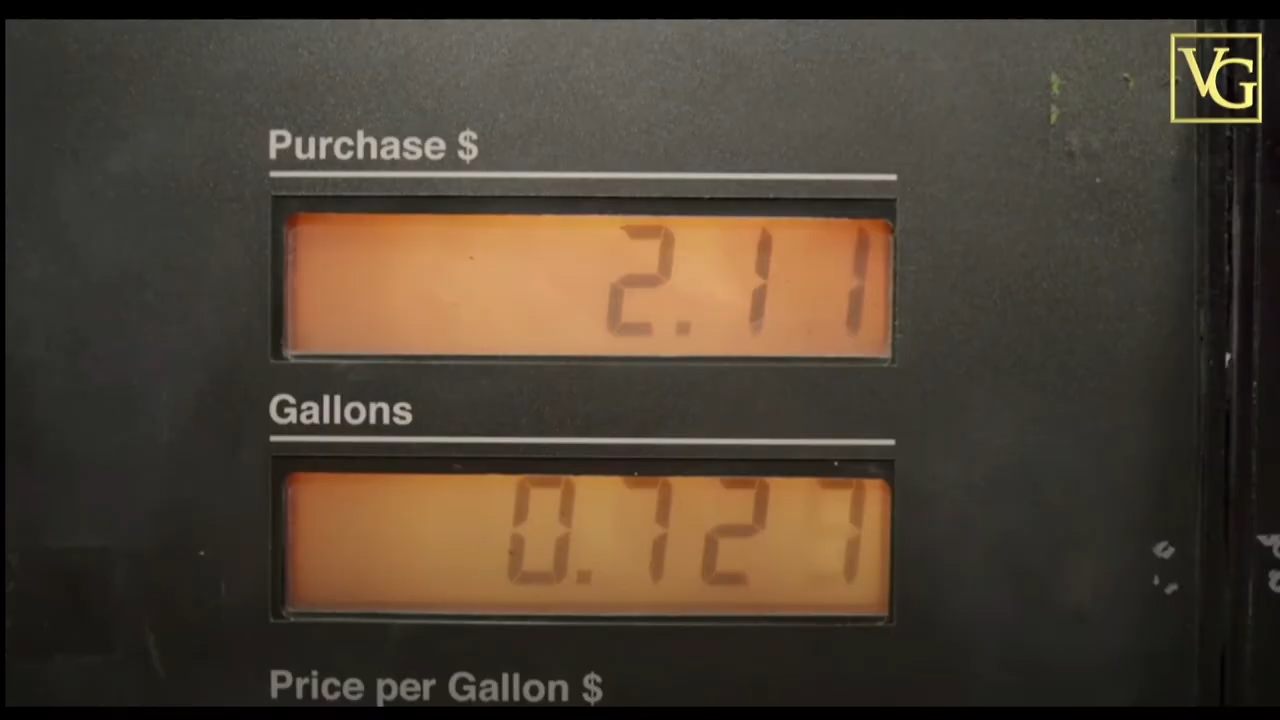 VG
Purchase $
2.11
Gallons
0.727
Price per Gallon $